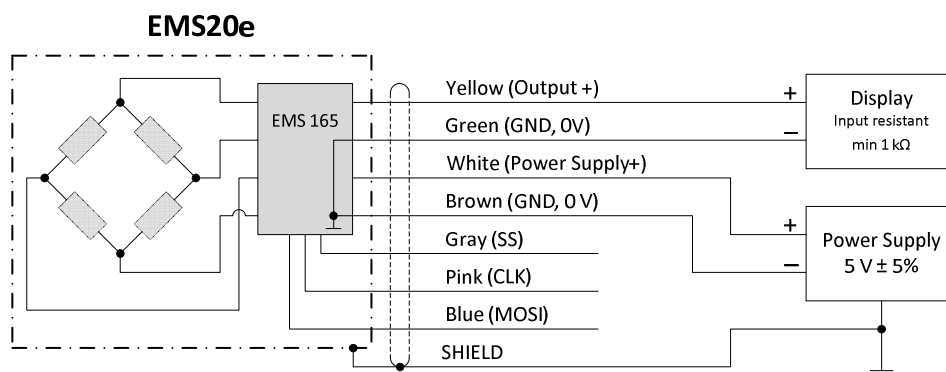 EMS20e
EMS 165
Yellow (Output +)
Green (GND, 0V)
White (Power Supply+)
Brown (GND, 0 V)
Gray (SS)
Pink (CLK)
Blue (MOSI)
SHIELD
+
Display
Input resistant
min 1 kΩ
−
+
Power Supply
5 V ± 5%
−